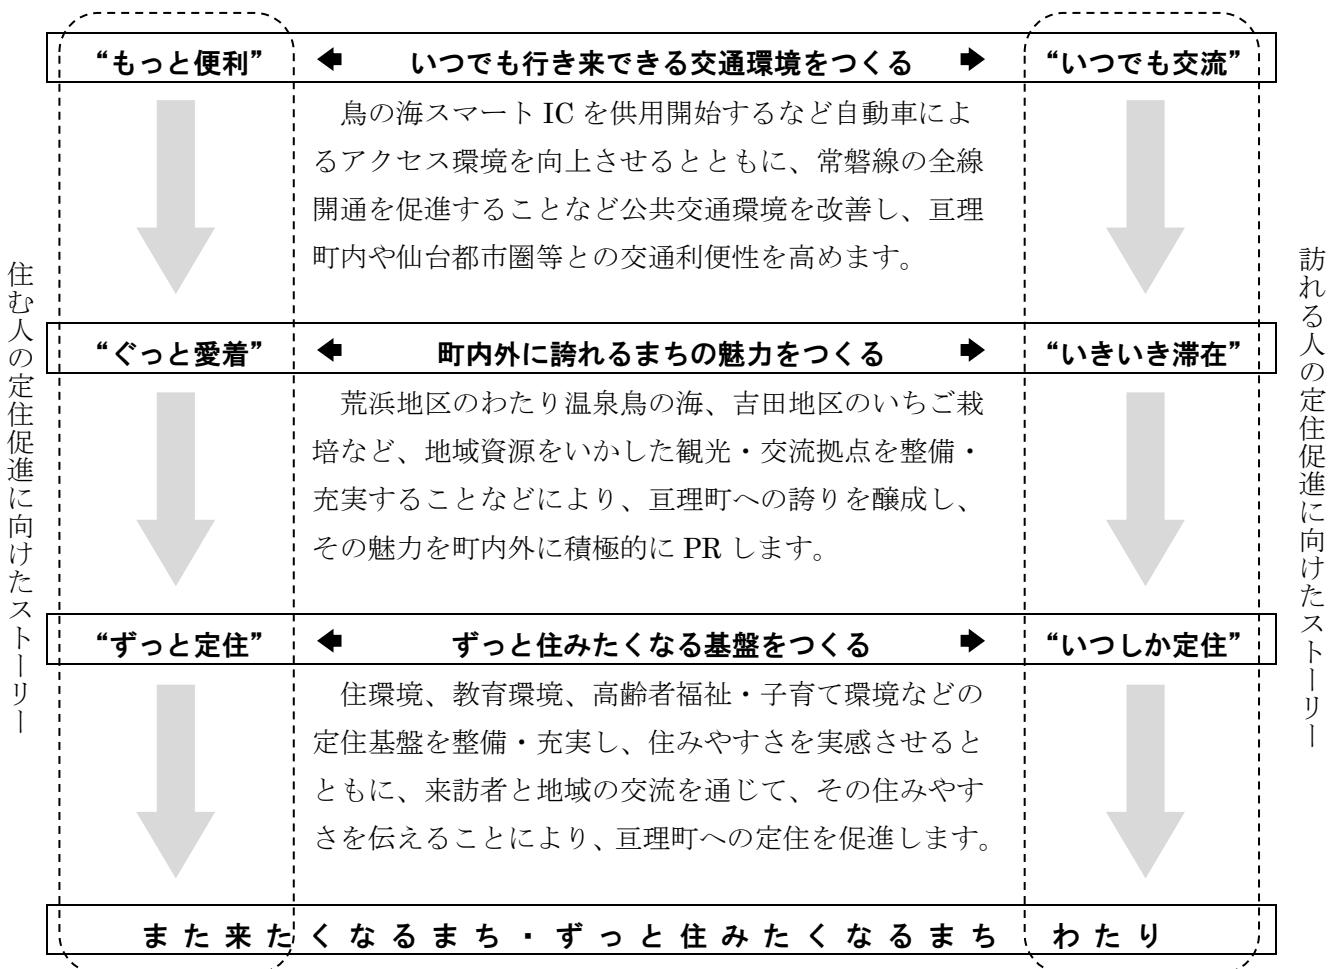 “もっと便利” 🡄 いつでも行き来できる交通環境をつくる 🡆 “いつでも交流”
鳥の海スマート IC を供用開始するなど自動車によ
るアクセス環境を向上させるとともに、常磐線の全線
開通を促進することなど公共交通環境を改善し、亘理
町内や仙台都市圏等との交通利便性を高めます。
住む人の定住促進に向けたストーリー
訪れる人の定住促進に向けたストーリー
“ぐっと愛着” 🡄 町内外に誇れるまちの魅力をつくる 🡆 “いきいき滞在”
荒浜地区のわたり温泉鳥の海、吉田地区のいちご栽
培など、地域資源をいかした観光・交流拠点を整備・
充実することなどにより、亘理町への誇りを醸成し、
その魅力を町内外に積極的に PR します。
“ずっと定住” 🡄 ずっと住みたくなる基盤をつくる 🡆 “いつしか定住”
住環境、教育環境、高齢者福祉・子育て環境などの
定住基盤を整備・充実し、住みやすさを実感させると
ともに、来訪者と地域の交流を通じて、その住みやす
さを伝えることにより、亘理町への定住を促進します。
また来たくなるまち・ずっと住みたくなるまち わたり